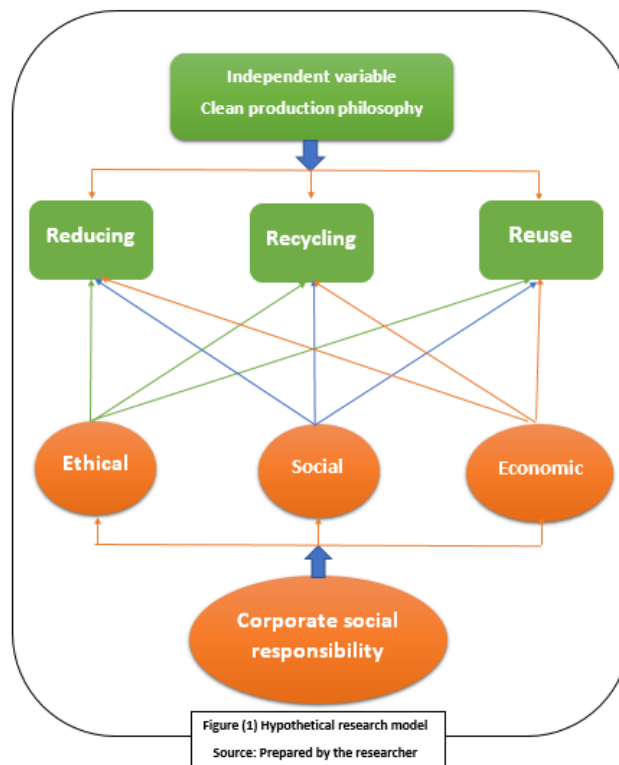 Independent variable
Clean production philosophy
Reducing
Recycling
Reuse
Ethical
Social
Economic
Corporate social
responsibility
Figure (1) Hypothetical research model
Source: Prepared by the researcher